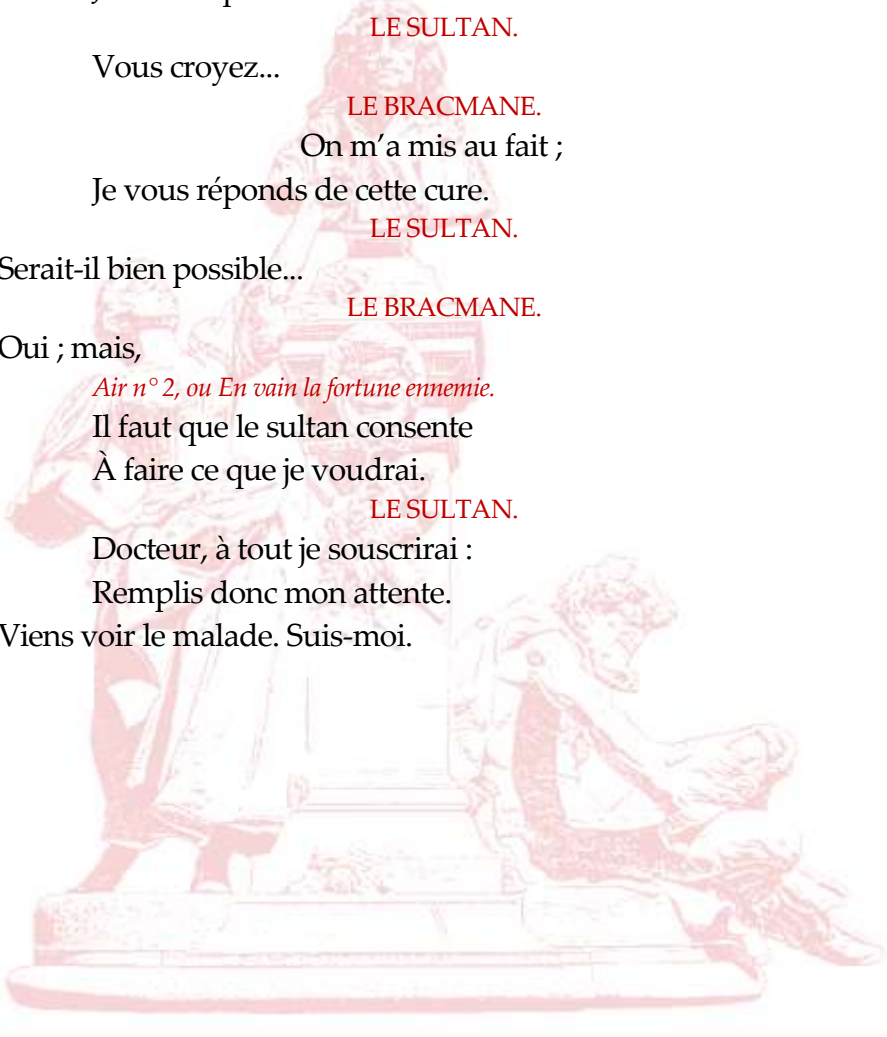 LE SULTAN.
Vous croyez...
LE BRACMANE.
On m’a mis au fait ;
Je vous réponds de cette cure.
LE SULTAN.
Serait-il bien possible...
LE BRACMANE.
Oui ; mais,
Air n° 2, ou En vain la fortune ennemie.
Il faut que le sultan consente
À faire ce que je voudrai.
LE SULTAN.
Docteur, à tout je souscrirai :
Remplis donc mon attente.
Viens voir le malade. Suis-moi.